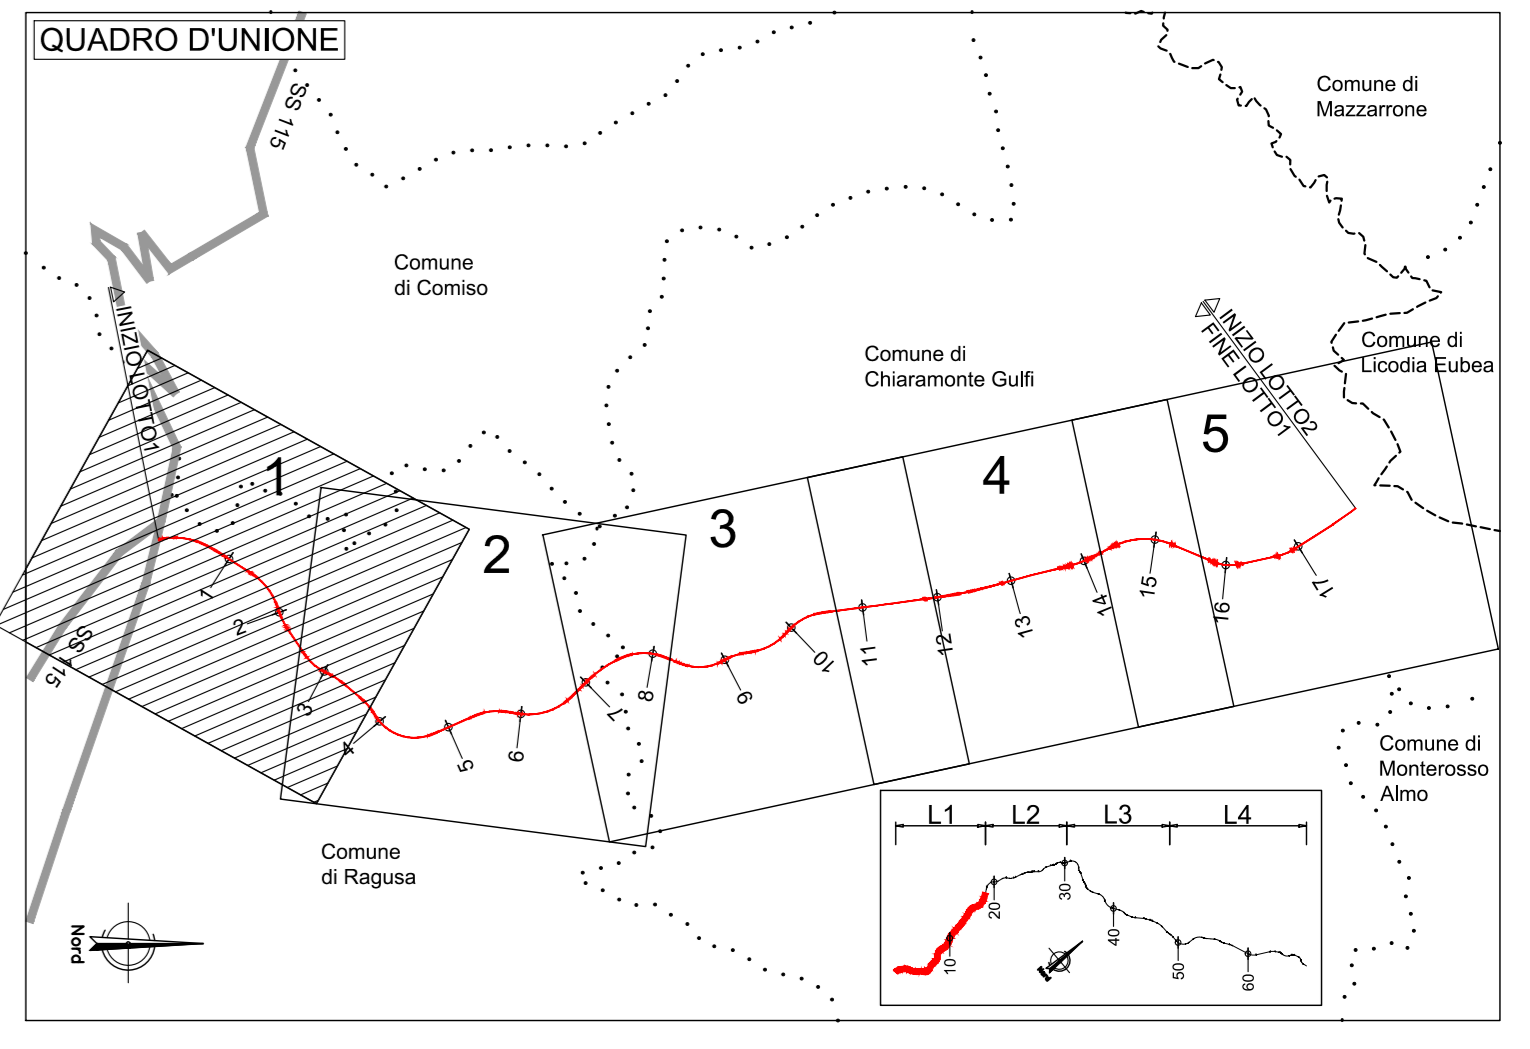 QUADRO D'UNIONE
SS 115
Comune di
Mazzarrone
Comune
di Comiso
INIZIO LOTTO1
Comune di
Chiaramonte Gulfi
INIZIO LOTTO2
FINE LOTTO1
Comune di
Licodia Eubea
1
2
3
4
5
1
2
3
4
5
6
7
8
9
10
11
12
13
14
15
16
17
SS 115
Comune
di Ragusa
Comune di
Monterosso
Almo
Nord
L1
L2
L3
L4
10
20
30
40
50
60
Nord